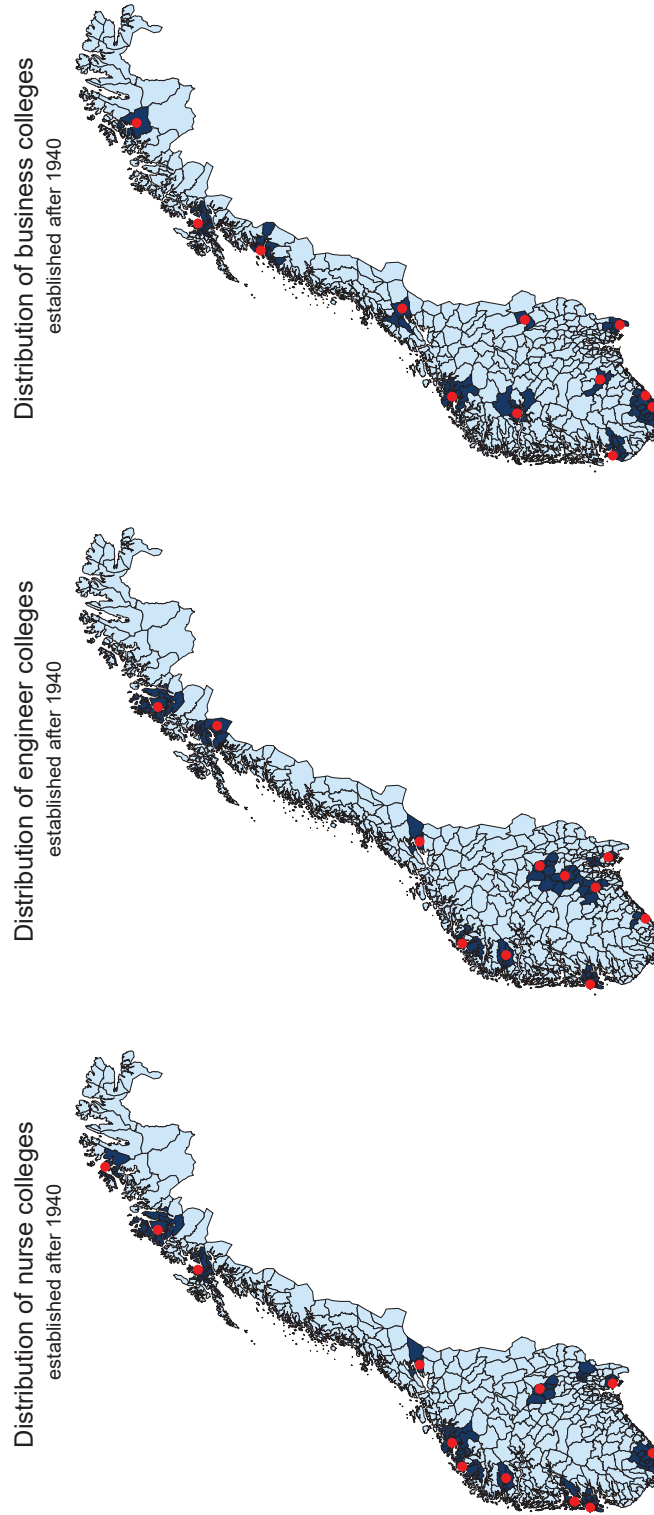 Distribution of nurse colleges
established after 1940
Distribution of engineer colleges
established after 1940
Distribution of business colleges
established after 1940